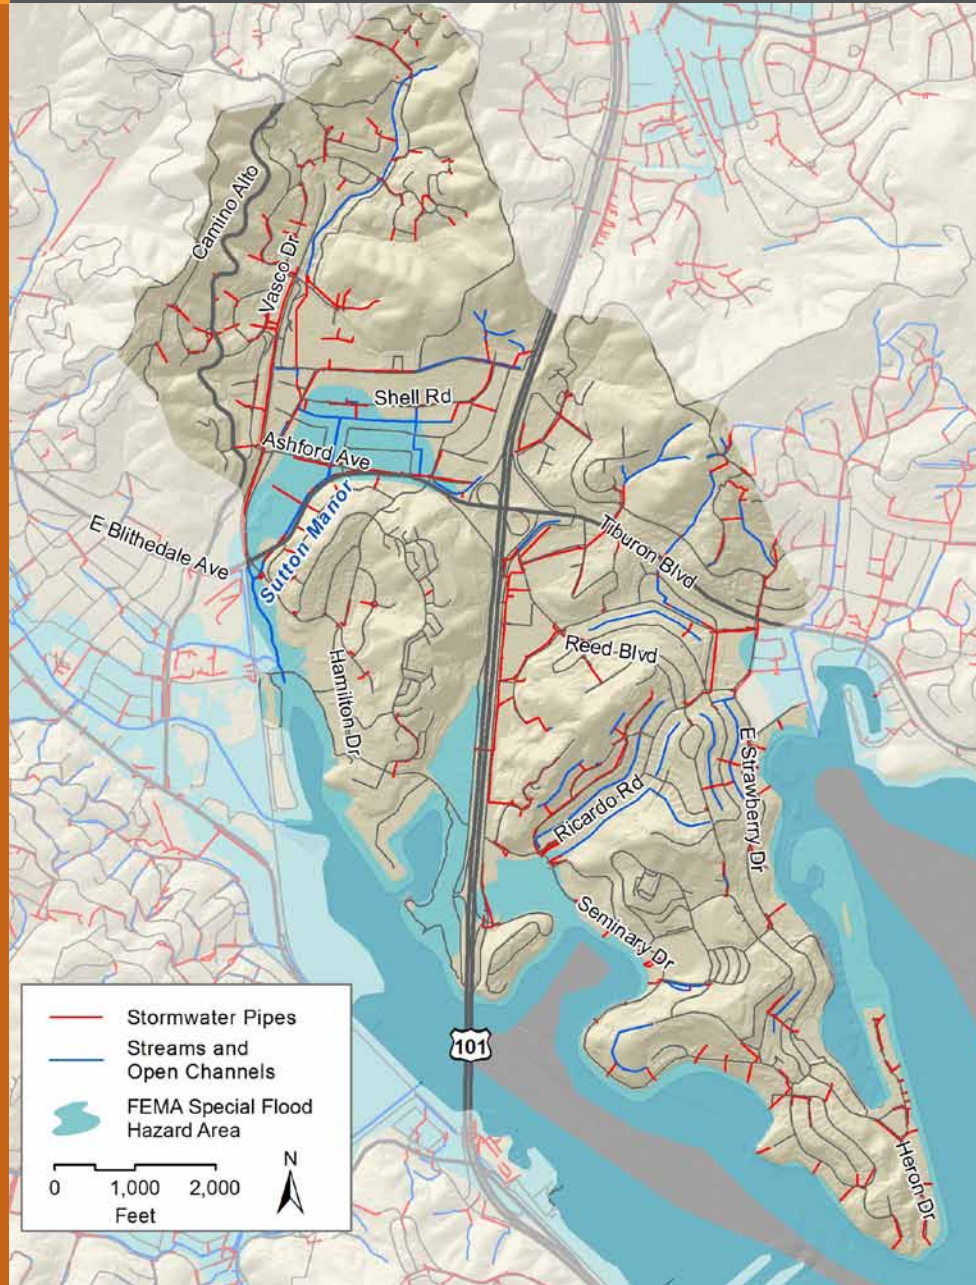 Camino Alto
Vasco Dr
Shell Rd
Ashford Ave
E Blithedale Ave
Sutton-Manor
Tiburon Blvd
Reed Blvd
Hamilton Dr
E Strawberry Dr
Ricardo Rd
Seminary Dr
101
Heron Dr
Stormwater Pipes
Streams and
Open Channels
FEMA Special Flood
Hazard Area
N
0 1,000 2,000
Feet